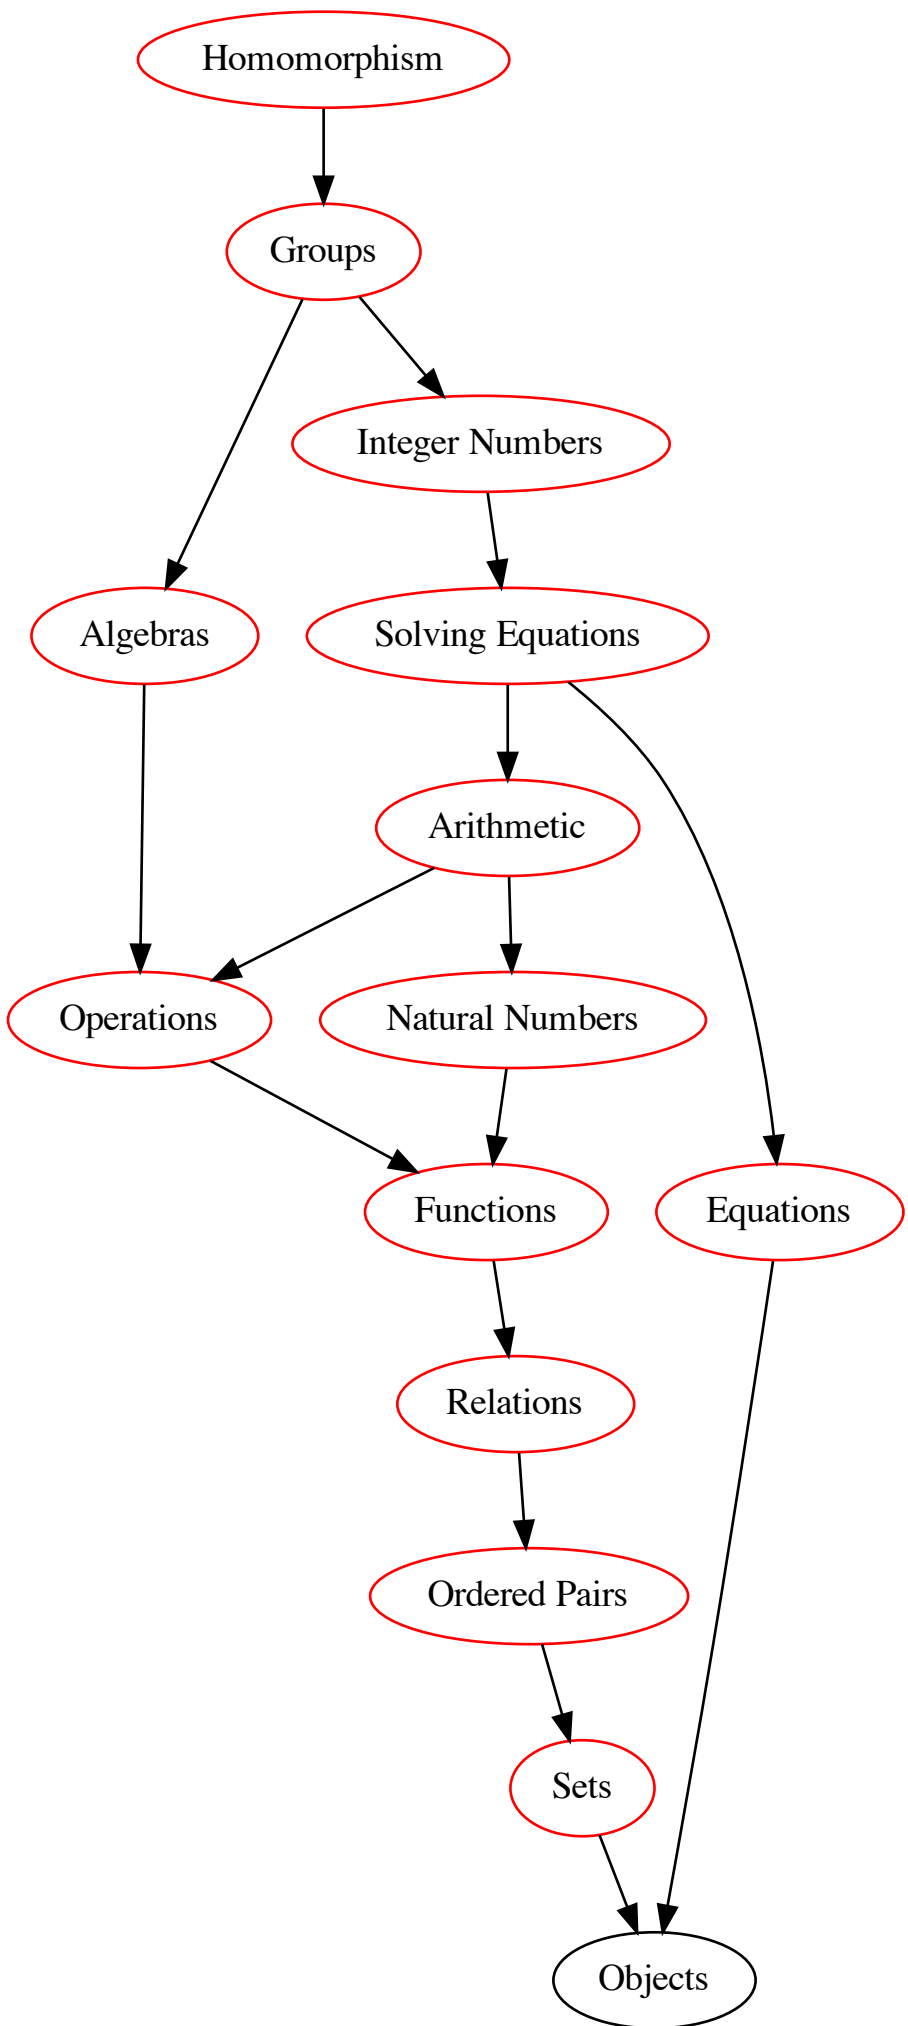 Homomorphism
Groups
Integer Numbers
Algebras
Solving Equations
Arithmetic
Operations
Natural Numbers
Functions
Equations
Relations
Ordered Pairs
Sets
Objects